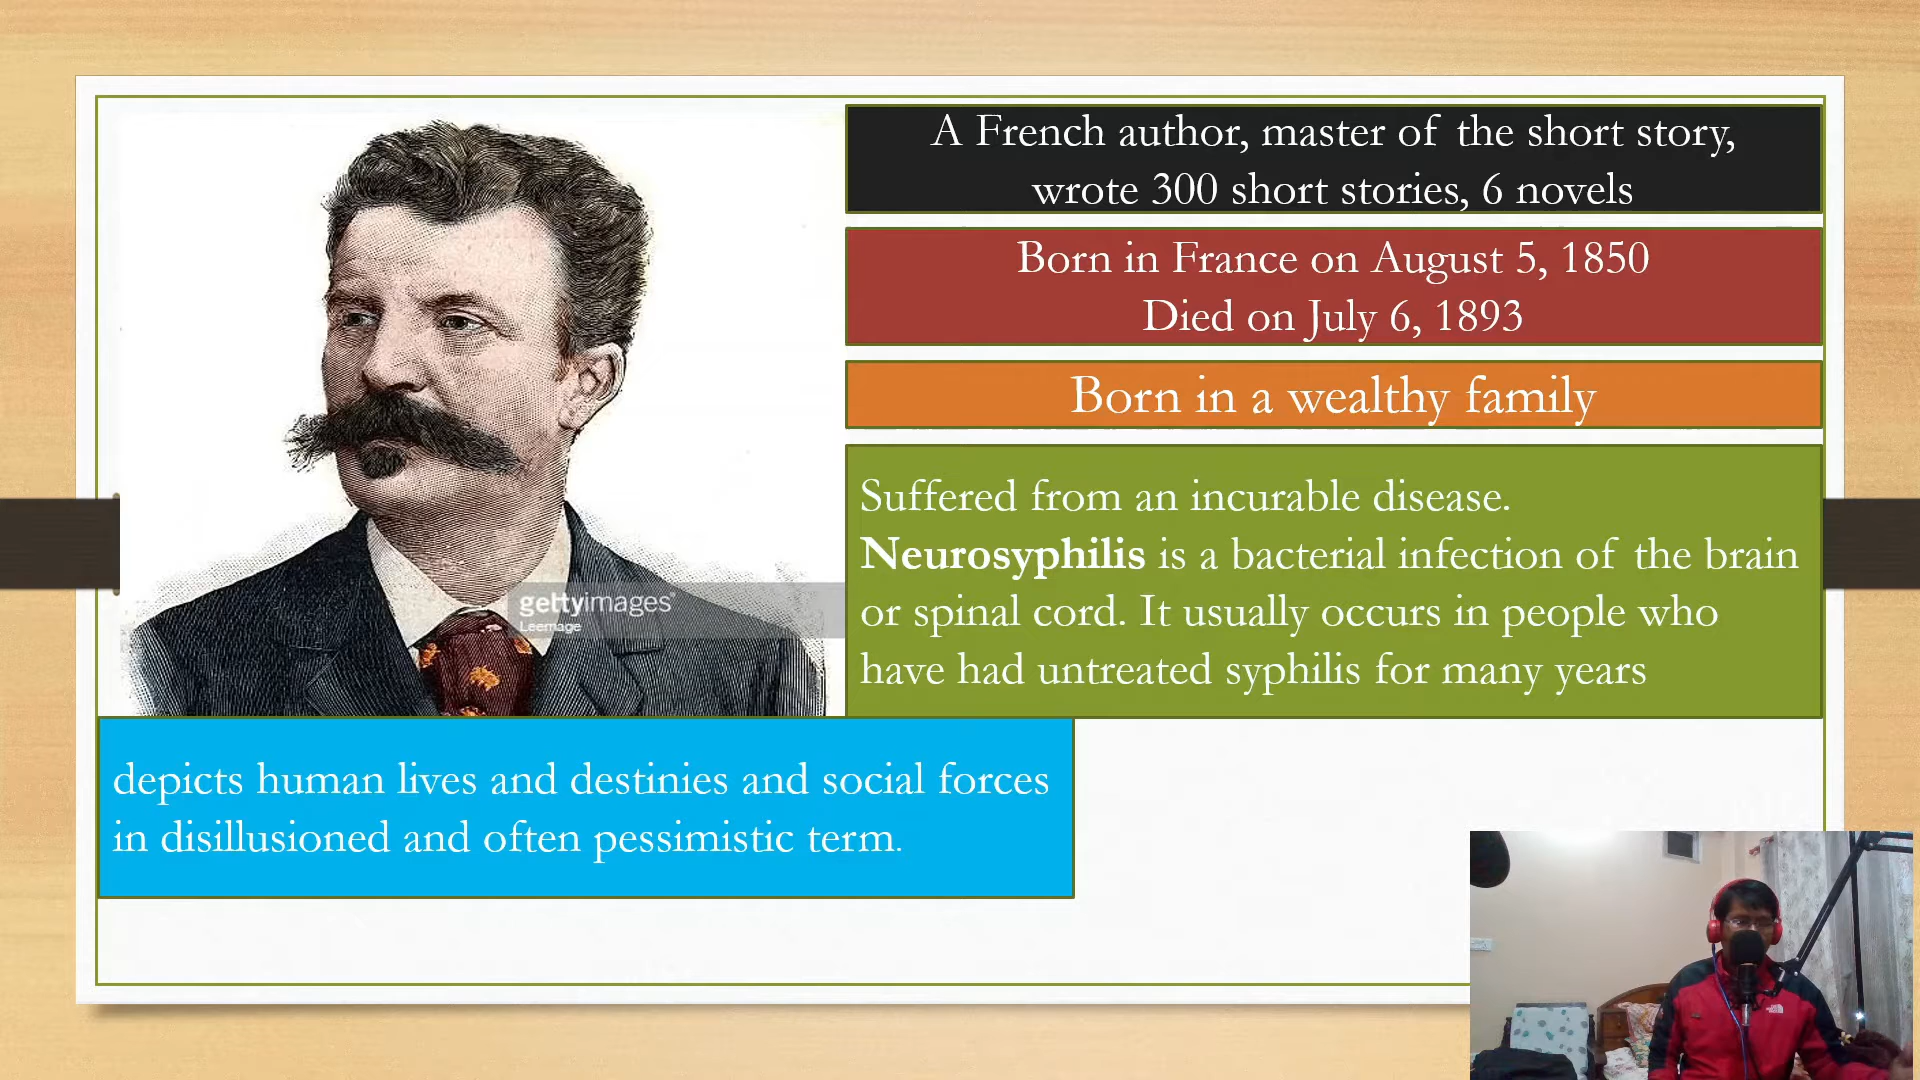 A French author, master of the short story,
wrote 300 short stories, 6 novels
Born in France on August 5, 1850
Died on July 6, 1893
Born in a wealthy family
Suffered from an incurable disease.
Neurosyphilis is a bacterial infection of the brain
or spinal cord. It usually occurs in people who
have had untreated syphilis for many years
gettyimages®
Leemage
depicts human lives and destinies and social forces
in disillusioned and often pessimistic term.